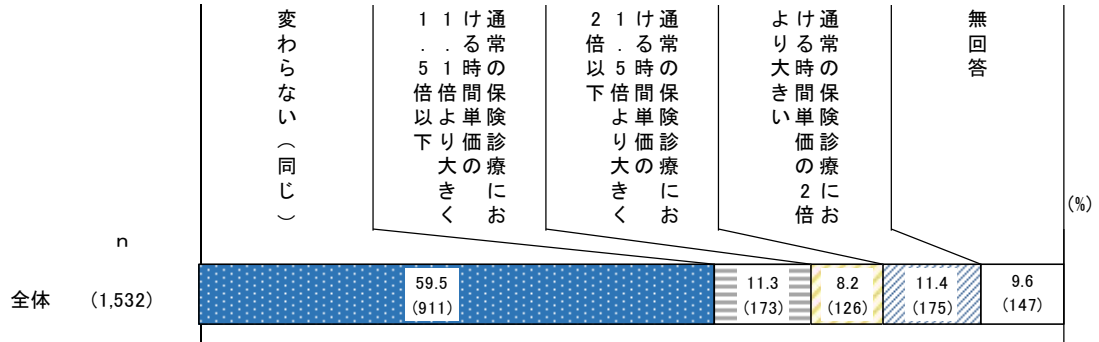 変わらない（同じ）
通常の保険診療にお
ける時間単価の
1.1倍より大きく
1.5倍以下
通常の保険診療にお
ける時間単価の
1.5倍より大きく
2倍以下
通常の保険診療にお
ける時間単価の2倍
より大きい
無回答
(%)
n
全体 (1,532)
59.5 11.3 8.2 11.4 9.6
(911) (173) (126) (175) (147)